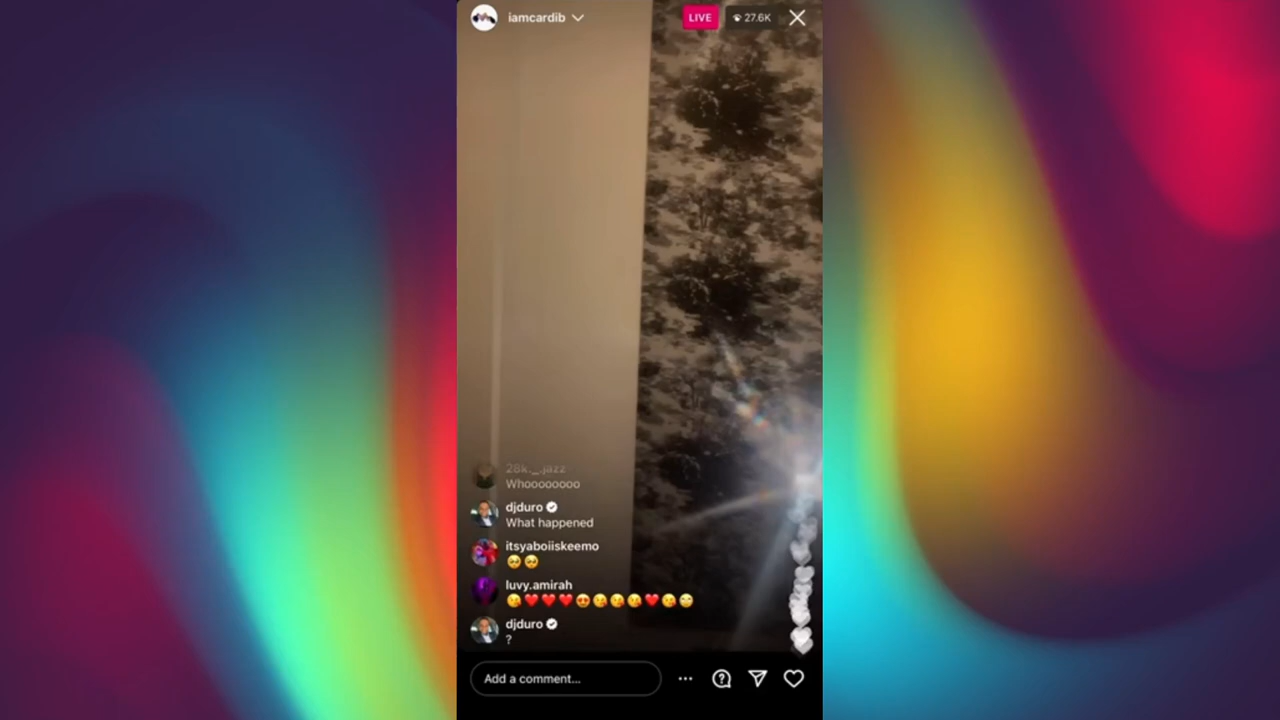 iamcardib
LIVE
27.6K
28k._.jazz
Whoooooooo
djduro
What happened
itsyaboiiskeemo
🥺🥺
luvy.amirah
😘❤️❤️❤️😍😘😘😘❤️😘🙄
djduro
?
Add a comment...